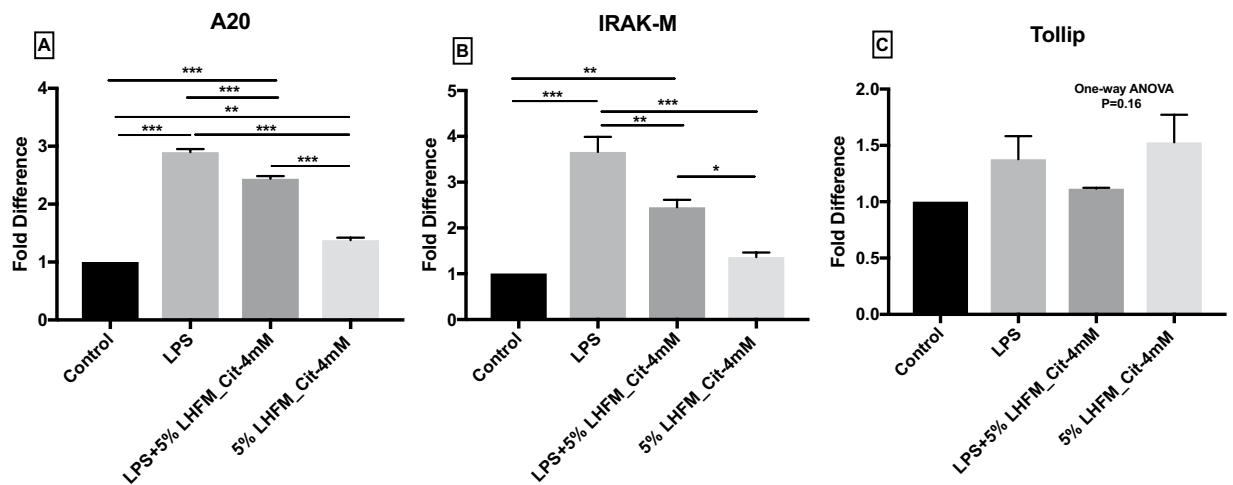 A
A20
***
***
**
***
***
***
Fold Difference
4
3
2
1
0
Control
LPS
LPS+5% LHFM_Cit-4mM
5% LHFM_Cit-4mM
B
IRAK-M
**
***
***
**
*
Fold Difference
5
4
3
2
1
0
Control
LPS
LPS+5% LHFM_Cit-4mM
5% LHFM_Cit-4mM
C
Tollip
One-way ANOVA
P=0.16
Fold Difference
2.0
1.5
1.0
0.5
0.0
Control
LPS
LPS+5% LHFM_Cit-4mM
5% LHFM_Cit-4mM